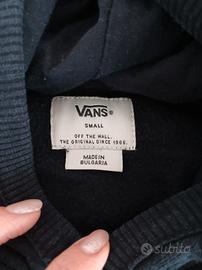 VANS®
SMALL
OFF THE WALL.
THE ORIGINAL SINCE 1966.
MADE IN
BULGARIA
subito